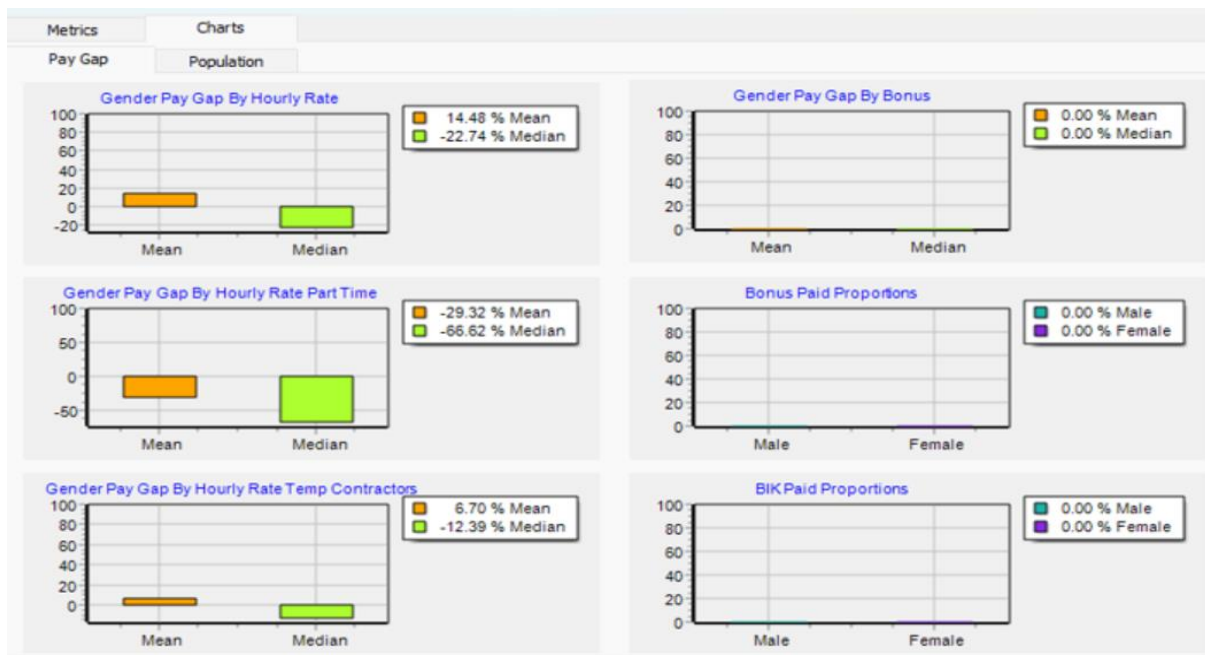 Metrics Charts
Pay Gap Population
Gender Pay Gap By Hourly Rate
100
80
60
40
20
0
-20
Mean Median
14.48 % Mean
-22.74 % Median
Gender Pay Gap By Bonus
100
80
60
40
20
0
Mean Median
0.00 % Mean
0.00 % Median
Gender Pay Gap By Hourly Rate Part Time
100
50
0
-50
Mean Median
-29.32 % Mean
-66.62 % Median
Bonus Paid Proportions
100
80
60
40
20
0
Male Female
0.00 % Male
0.00 % Female
Gender Pay Gap By Hourly Rate Temp Contractors
100
80
60
40
20
0
Mean Median
6.70 % Mean
-12.39 % Median
BIK Paid Proportions
100
80
60
40
20
0
Male Female
0.00 % Male
0.00 % Female